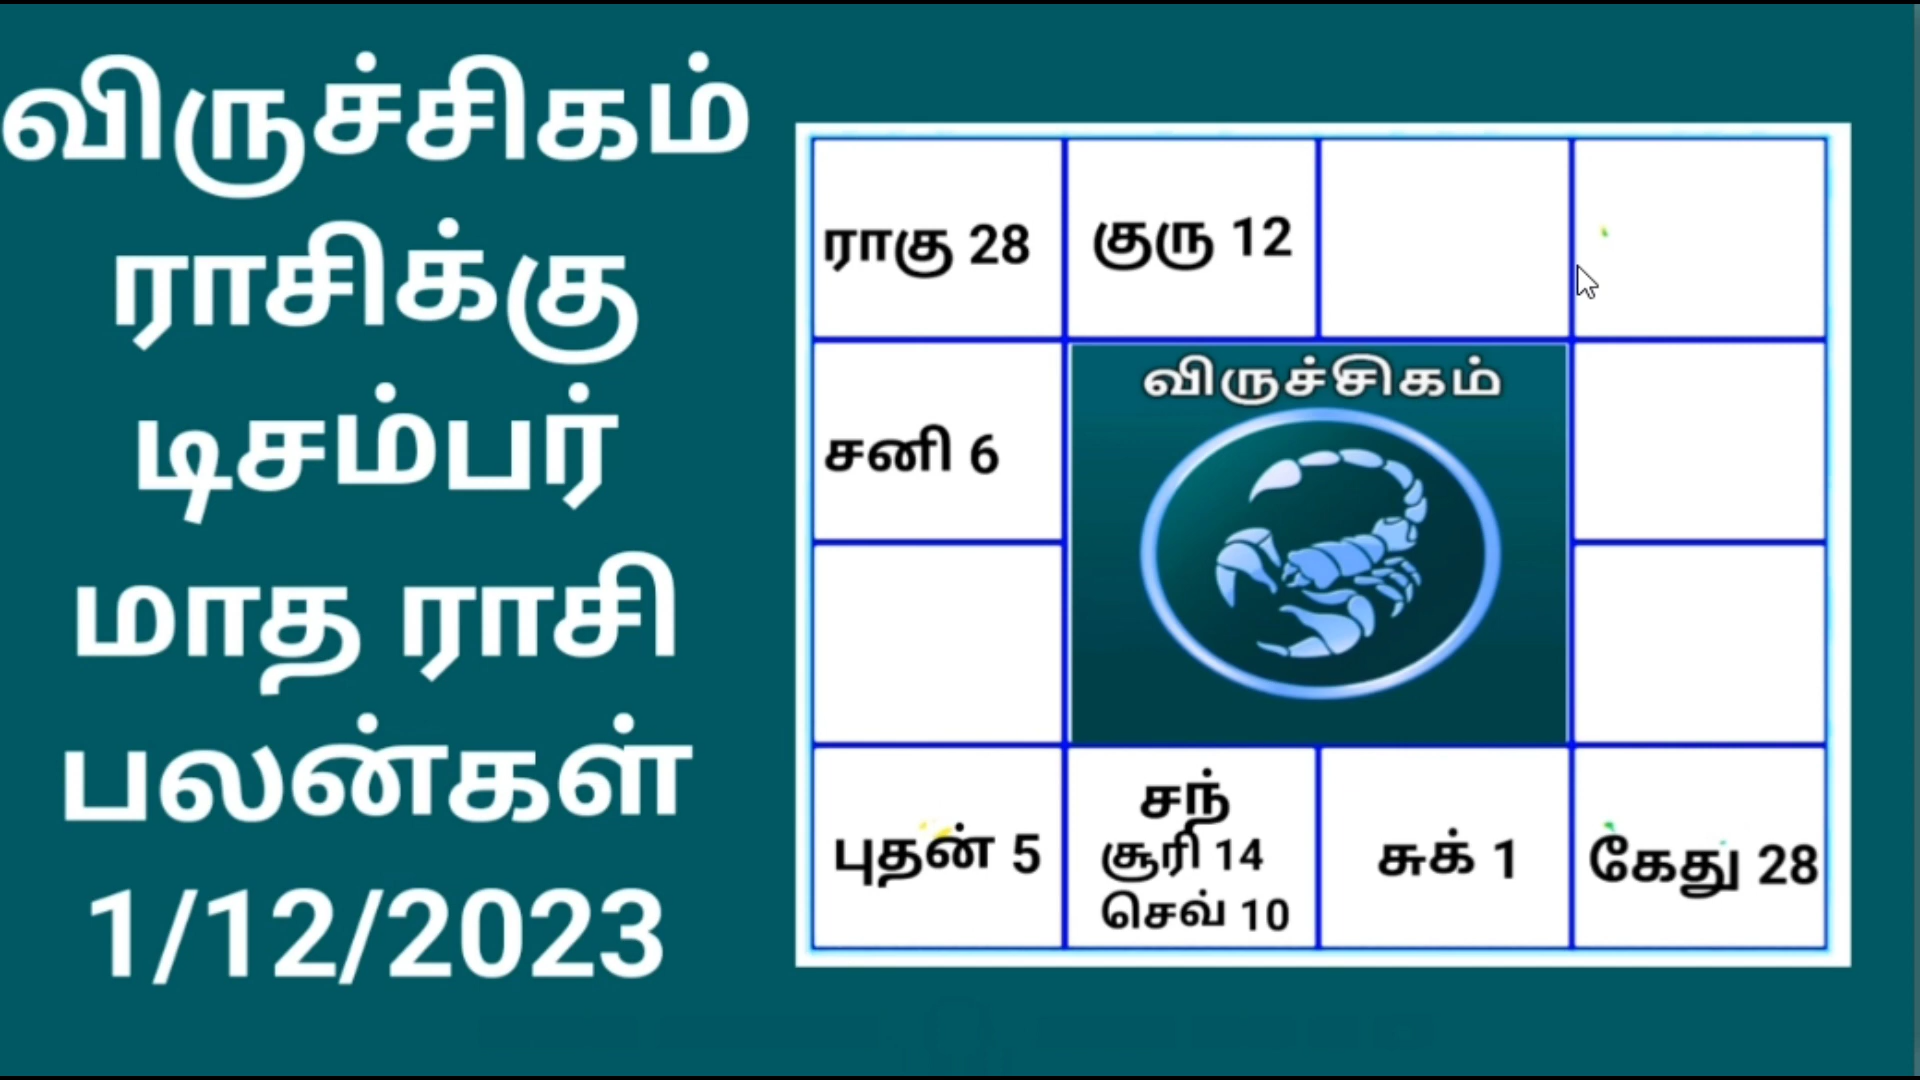 விருச்சிகம்
ராசிக்கு
டிசம்பர்
மாத ராசி
பலன்கள்
1/12/2023
ராகு 28
குரு 12
விருச்சிகம்
சனி 6
புதன் 5
சந்
சூரி 14
செவ் 10
சுக் 1
கேது 28